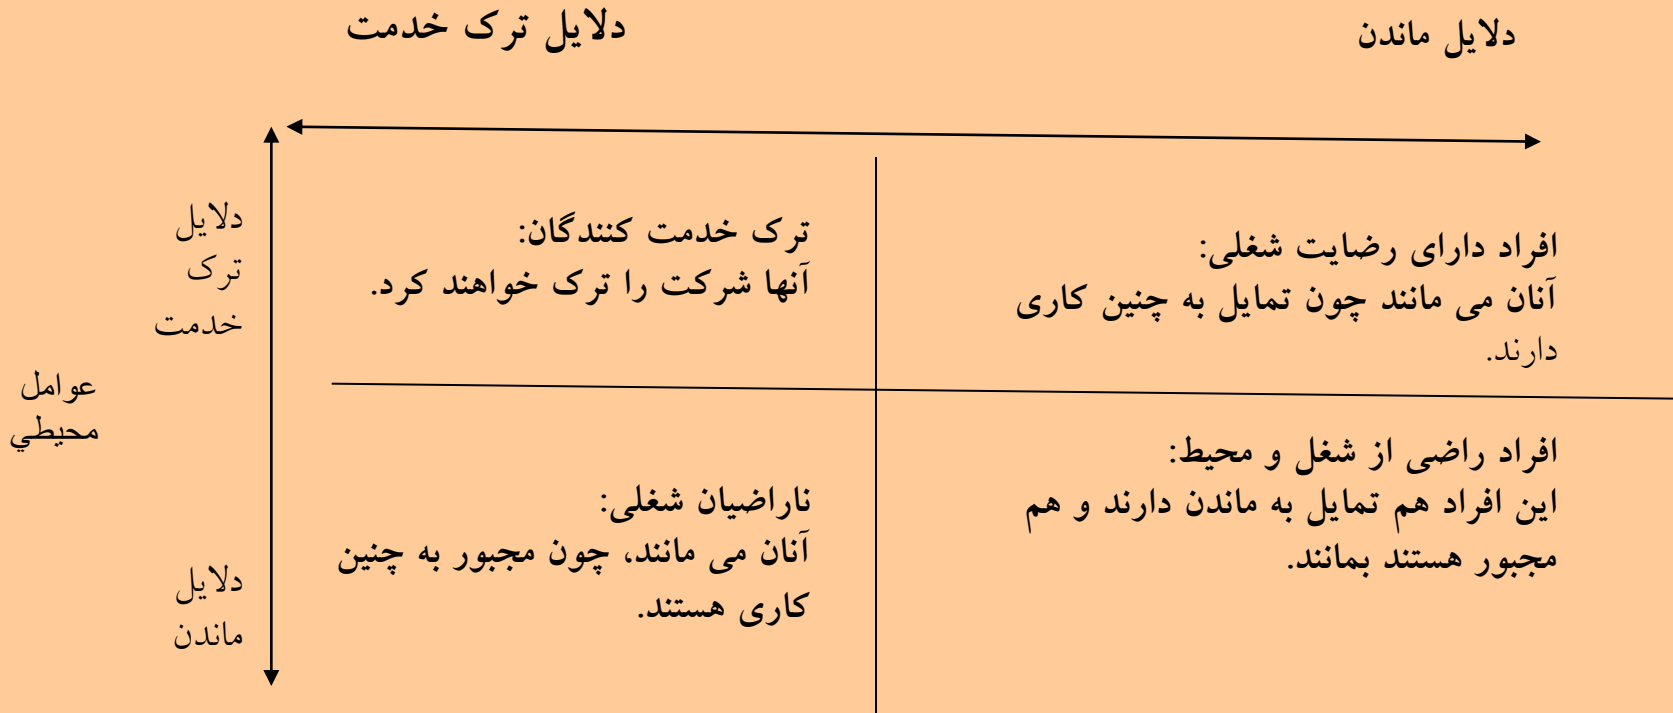 دلایل ماندن
دلایل ترک خدمت
افراد دارای رضایت شغلی:
آنان می مانند چون تمایل به چنین کاری
دارند.
ترک خدمت کنندگان:
آنها شرکت را ترک خواهند کرد.
دلایل
ترک
خدمت
عوامل
محيطي
افراد راضی از شغل و محیط:
این افراد هم تمایل به ماندن دارند و هم
مجبور هستند بمانند.
ناراضیان شغلی:
آنان می مانند، چون مجبور به چنین
کاری هستند.
دلایل
ماندن